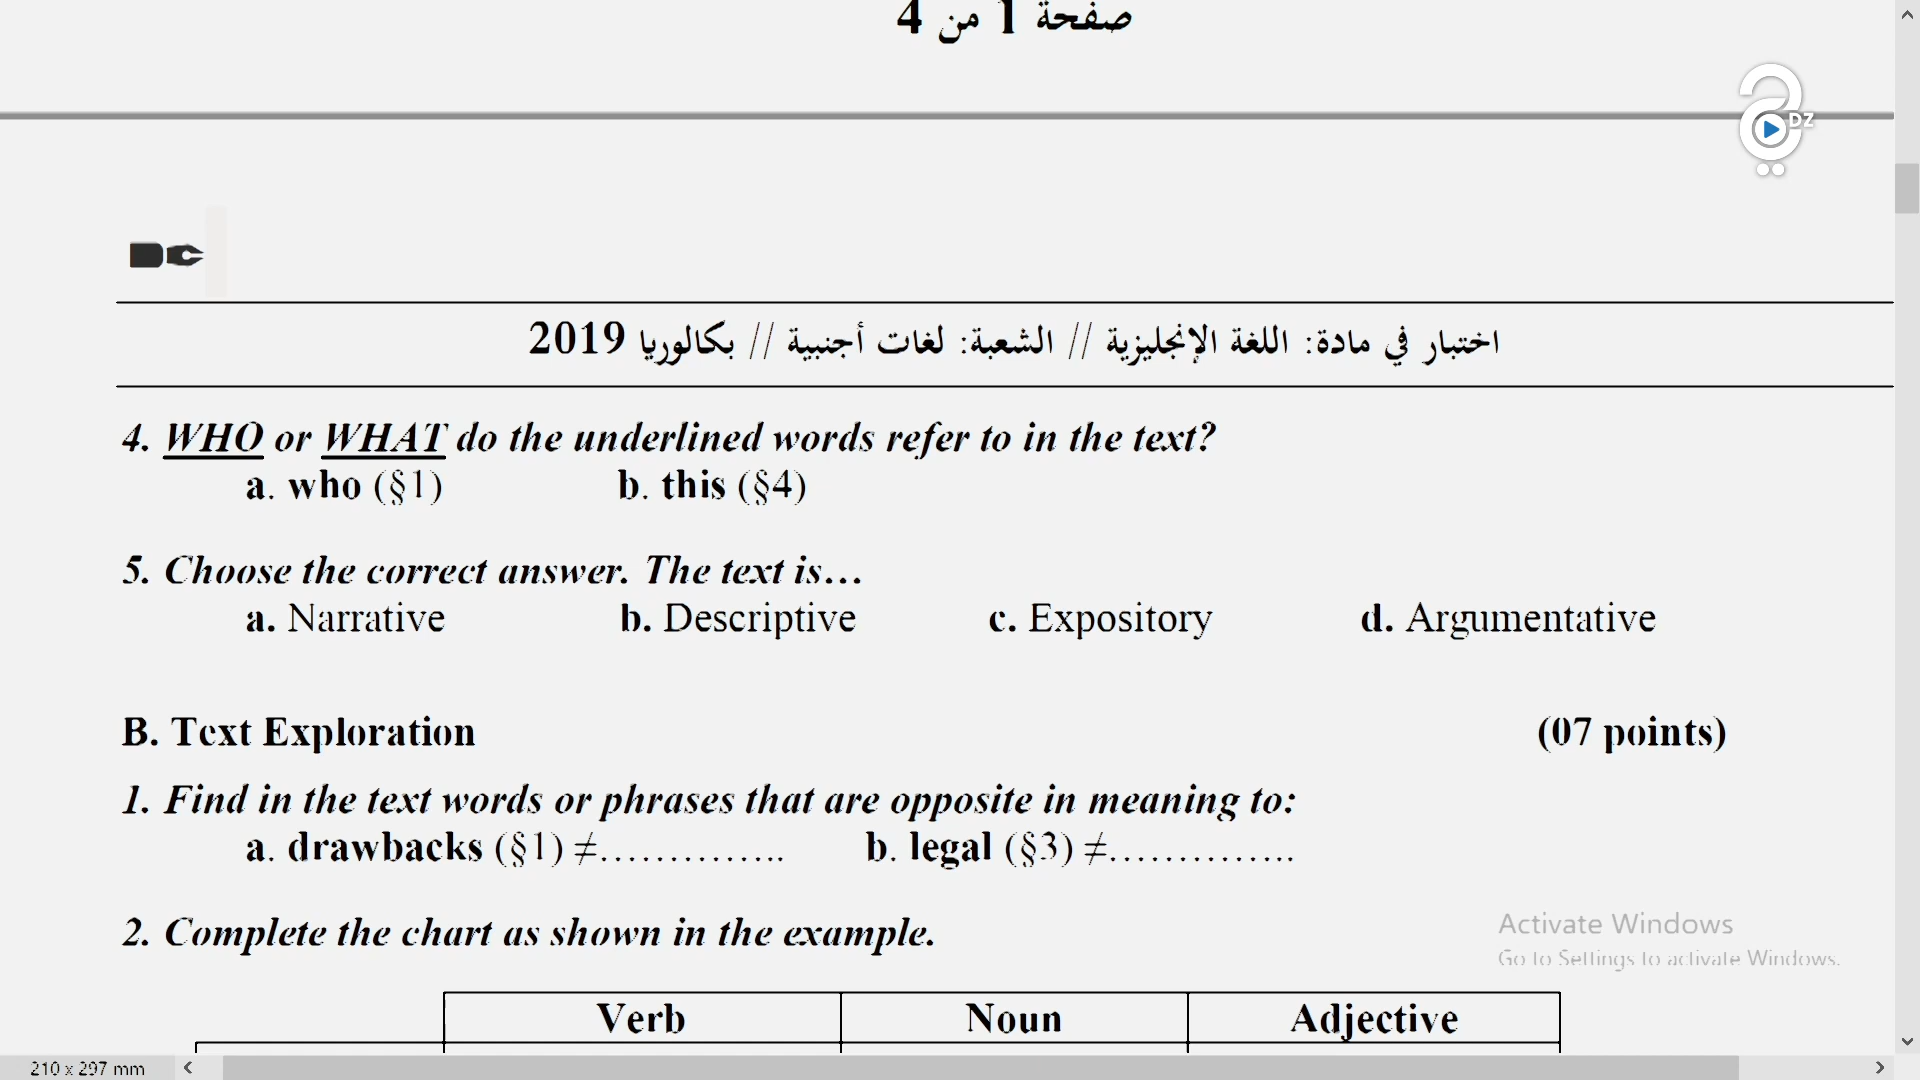 صفحة 1 من 4
DZ
اختبار في مادة: اللغة الإنجليزية // الشعبة: لغات أجنبية // بكالوريا 2019
4. WHO or WHAT do the underlined words refer to in the text?
a. who (§1) b. this (§4)
5. Choose the correct answer. The text is…
a. Narrative b. Descriptive c. Expository d. Argumentative
B. Text Exploration (07 points)
1. Find in the text words or phrases that are opposite in meaning to:
a. drawbacks (§1) ≠.............. b. legal (§3) ≠..............
2. Complete the chart as shown in the example.
Activate Windows
Go to Settings to activate Windows.
Verb Noun Adjective
210 x 297 mm